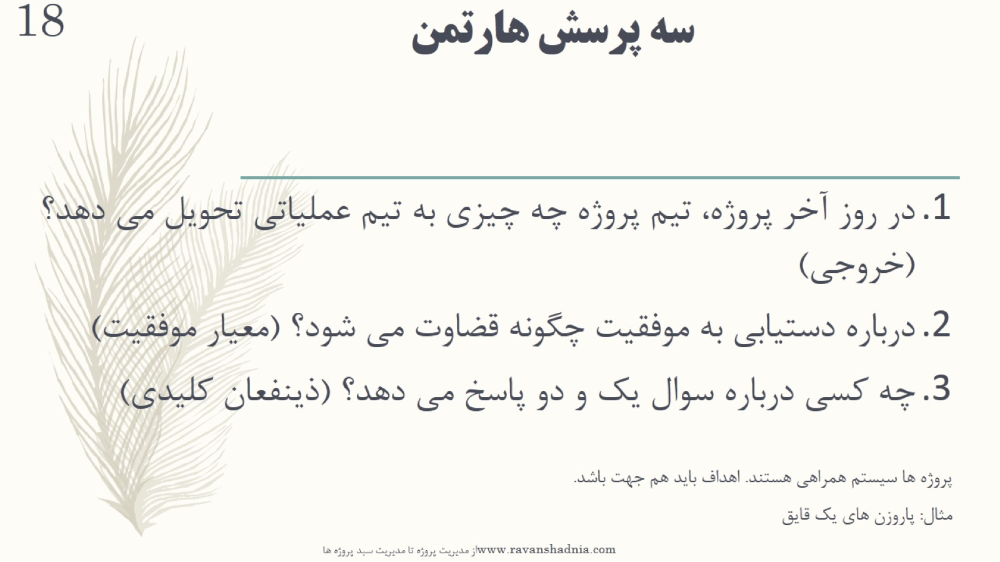 18
سه پرسش هارتمن
1. در روز آخر پروژه، تیم پروژه چه چیزی به تیم عملیاتی تحویل می دهد؟
(خروجی)
2. درباره دستیابی به موفقیت چگونه قضاوت می شود؟ (معیار موفقیت)
3. چه کسی درباره سوال یک و دو پاسخ می دهد؟ (ذینفعان کلیدی)
پروژه ها سیستم همراهی هستند. اهداف باید هم جهت باشد.
مثال: پاروزن های یک قایق
www.ravanshadnia.comاز مدیریت پروژه تا مدیریت سبد پروژه ها